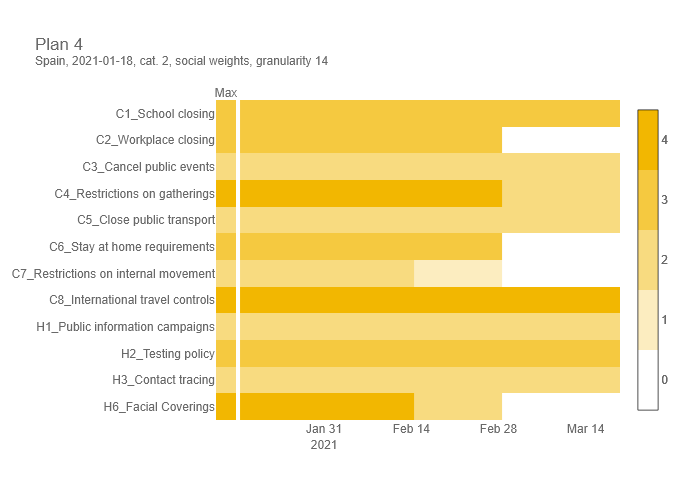 Plan 4
Spain, 2021-01-18, cat. 2, social weights, granularity 14
Max
C1_School closing
C2_Workplace closing
C3_Cancel public events
C4_Restrictions on gatherings
C5_Close public transport
C6_Stay at home requirements
C7_Restrictions on internal movement
C8_International travel controls
H1_Public information campaigns
H2_Testing policy
H3_Contact tracing
H6_Facial Coverings
Jan 31
2021
Feb 14
Feb 28
Mar 14
4
3
2
1
0